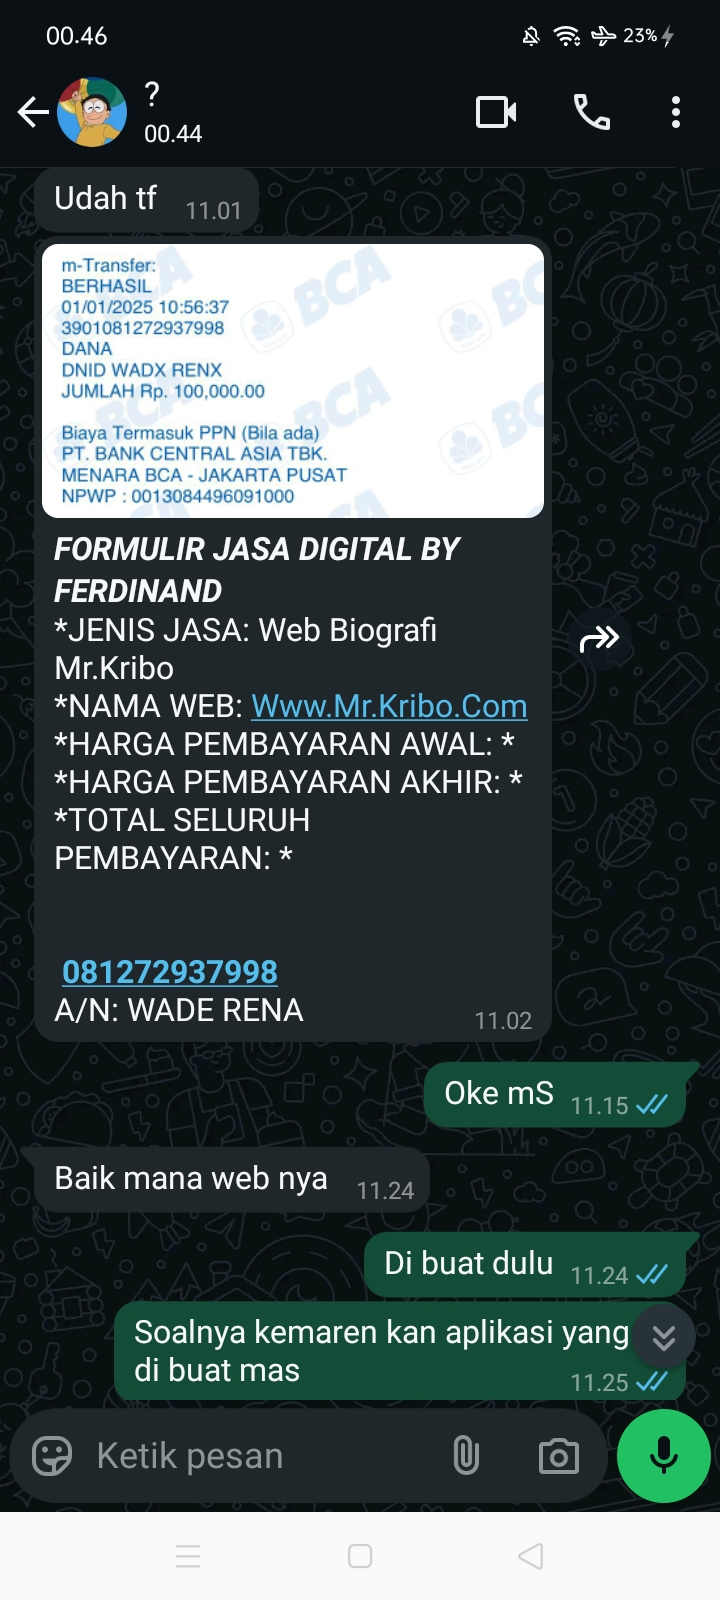 00.46
23%
?
00.44
Udah tf 11.01
m-Transfer:
BERHASIL
01/01/2025 10:56:37
3901081272937998
DANA
DNID WADX RENX
JUMLAH Rp. 100,000.00
Biaya Termasuk PPN (Bila ada)
PT. BANK CENTRAL ASIA TBK.
MENARA BCA - JAKARTA PUSAT
NPWP : 0013084496091000
BCA
BCA
BCA
BCA
FORMULIR JASA DIGITAL BY
FERDINAND
*JENIS JASA: Web Biografi
Mr.Kribo
*NAMA WEB: Www.Mr.Kribo.Com
*HARGA PEMBAYARAN AWAL: *
*HARGA PEMBAYARAN AKHIR: *
*TOTAL SELURUH
PEMBAYARAN: *
081272937998
A/N: WADE RENA 11.02
Oke mS 11.15
Baik mana web nya 11.24
Di buat dulu 11.24
Soalnya kemaren kan aplikasi yang
di buat mas 11.25
Ketik pesan